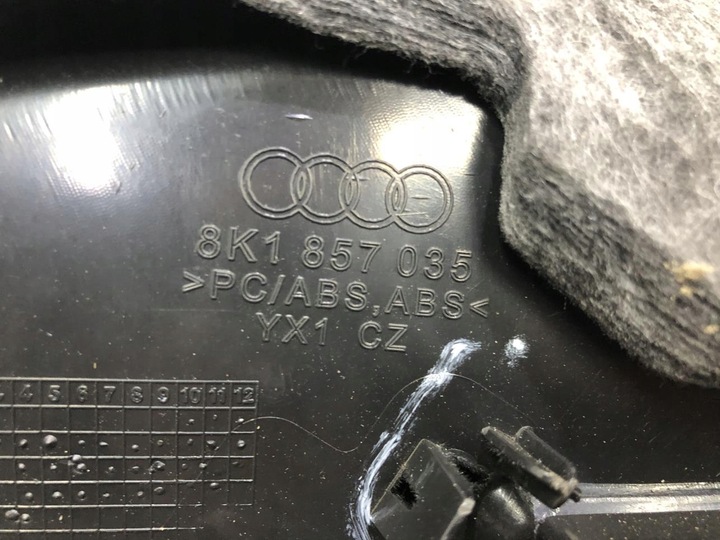 8K1 857 035
>PC/ABS,ABS<
YX1 CZ
4 5 6 7 8 9 10 11 12